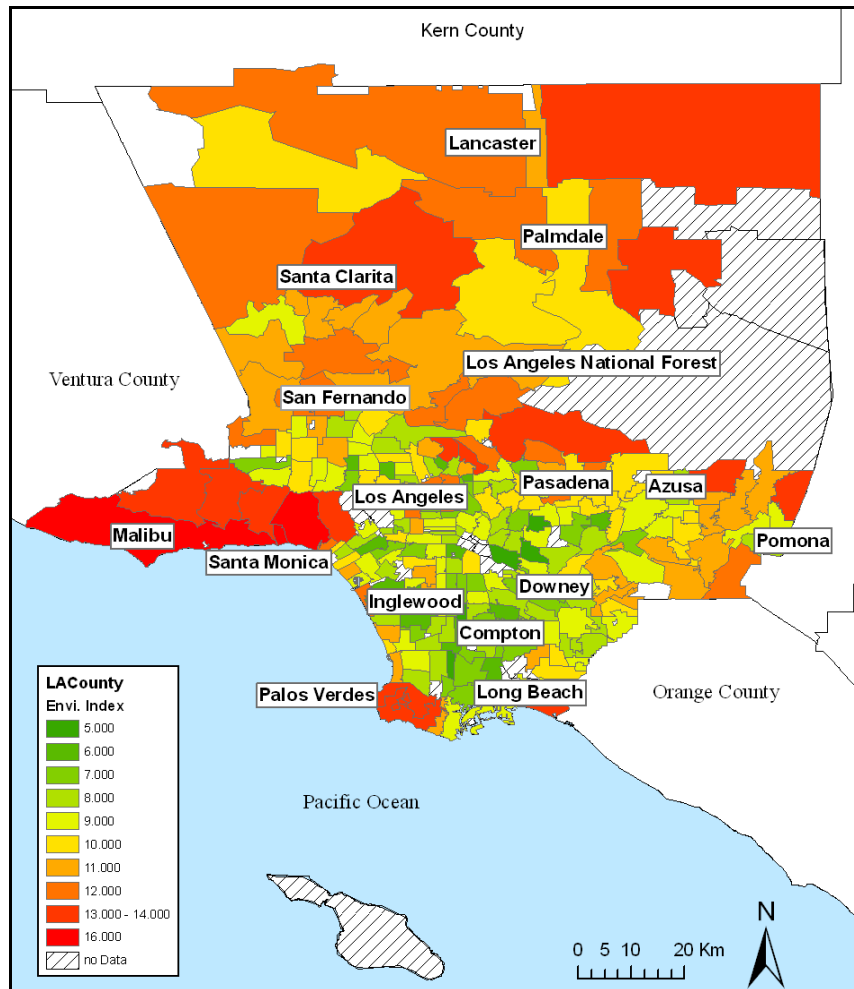 Kern County
Lancaster
Palmdale
Santa Clarita
Los Angeles National Forest
Ventura County
San Fernando
Pasadena
Azusa
Los Angeles
Malibu
Pomona
Santa Monica
Downey
Inglewood
Compton
LACounty
Envi. Index
5.000
6.000
7.000
8.000
9.000
10.000
11.000
12.000
13.000 - 14.000
16.000
no Data
Palos Verdes
Long Beach
Orange County
Pacific Ocean
N
0 5 10 20 Km